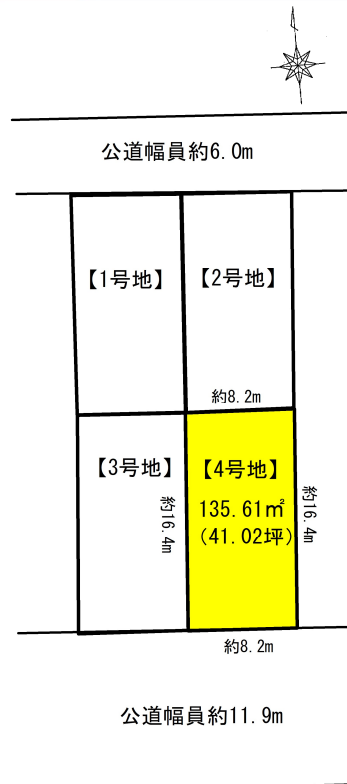 公道幅員約6.0m
【1号地】
【2号地】
約8.2m
【3号地】
【4号地】
135.61㎡
(41.02坪)
約16.4m
約16.4m
約8.2m
公道幅員約11.9m